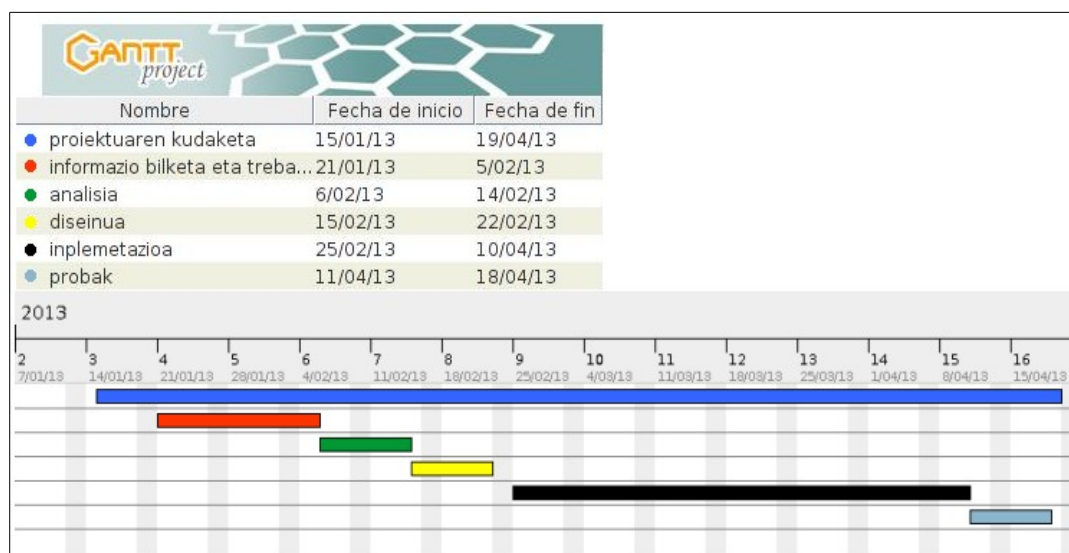 GANTT
project
Nombre Fecha de inicio Fecha de fin
proiektuaren kudaketa 15/01/13 19/04/13
informazio bilketa eta treba... 21/01/13 5/02/13
analisia 6/02/13 14/02/13
diseinua 15/02/13 22/02/13
inplemetazioa 25/02/13 10/04/13
probak 11/04/13 18/04/13
2013
2 3 4 5 6 7 8 9 10 11 12 13 14 15 16
7/01/13 14/01/13 21/01/13 28/01/13 4/02/13 11/02/13 18/02/13 25/02/13 4/03/13 11/03/13 18/03/13 25/03/13 1/04/13 8/04/13 15/04/13